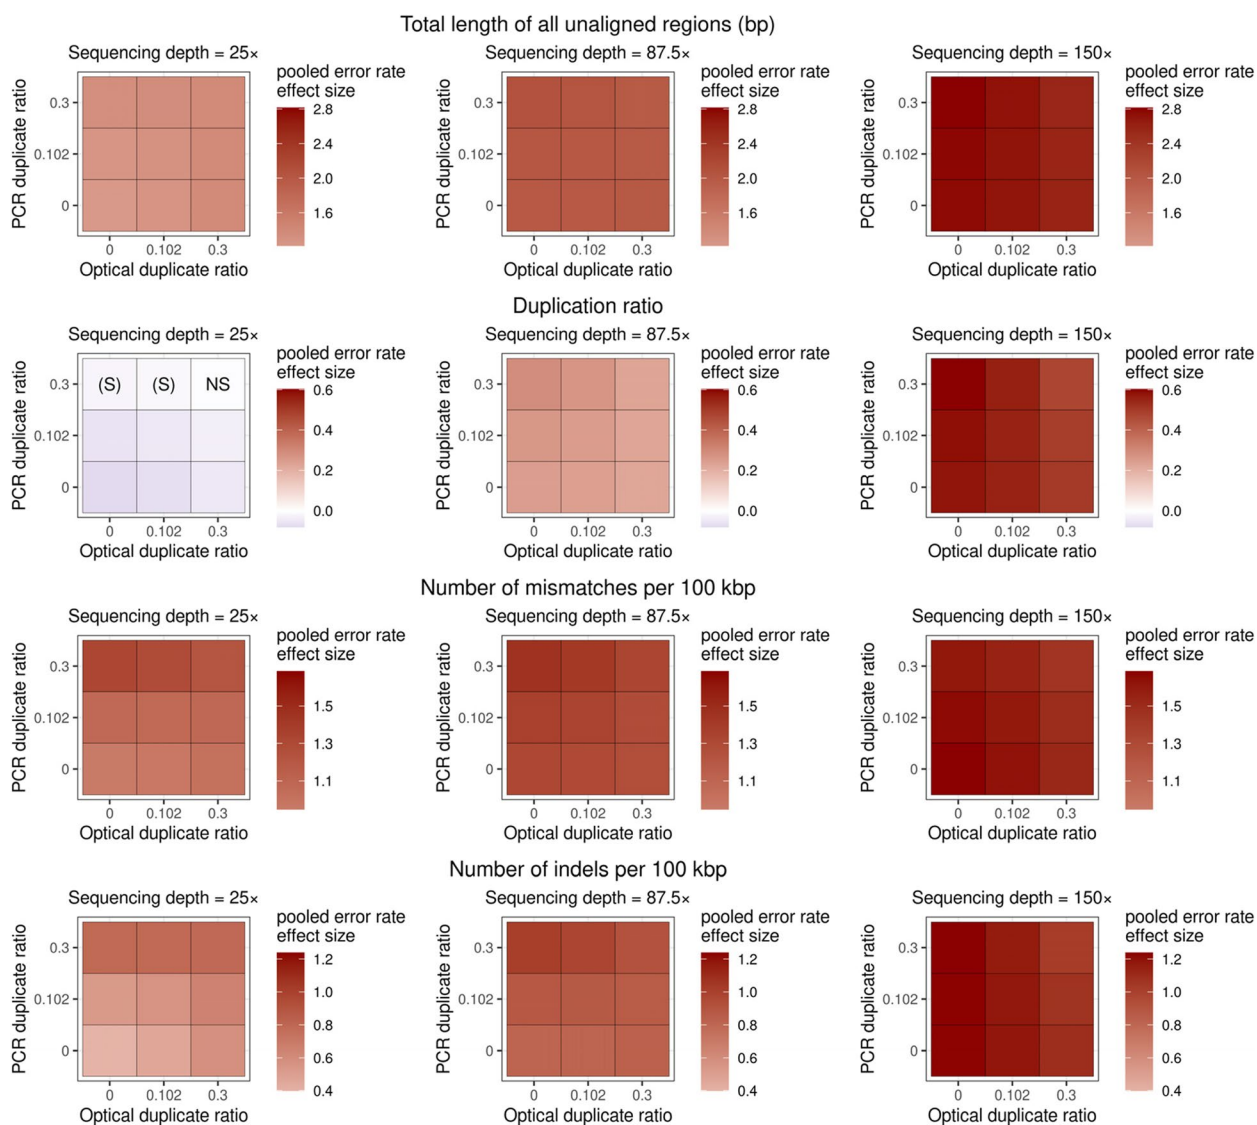 Total length of all unaligned regions (bp)
Sequencing depth = 25×
pooled error rate
effect size
PCR duplicate ratio
0.3
0.102
0
2.8
2.4
2.0
1.6
0 0.102 0.3
Optical duplicate ratio
Sequencing depth = 87.5×
pooled error rate
effect size
PCR duplicate ratio
0.3
0.102
0
2.8
2.4
2.0
1.6
0 0.102 0.3
Optical duplicate ratio
Sequencing depth = 150×
pooled error rate
effect size
PCR duplicate ratio
0.3
0.102
0
2.8
2.4
2.0
1.6
0 0.102 0.3
Optical duplicate ratio
Duplication ratio
Sequencing depth = 25×
pooled error rate
effect size
PCR duplicate ratio
0.3
0.102
0
(S) (S) NS
0.6
0.4
0.2
0.0
0 0.102 0.3
Optical duplicate ratio
Sequencing depth = 87.5×
pooled error rate
effect size
PCR duplicate ratio
0.3
0.102
0
0.6
0.4
0.2
0.0
0 0.102 0.3
Optical duplicate ratio
Sequencing depth = 150×
pooled error rate
effect size
PCR duplicate ratio
0.3
0.102
0
0.6
0.4
0.2
0.0
0 0.102 0.3
Optical duplicate ratio
Number of mismatches per 100 kbp
Sequencing depth = 25×
pooled error rate
effect size
PCR duplicate ratio
0.3
0.102
0
1.5
1.3
1.1
0 0.102 0.3
Optical duplicate ratio
Sequencing depth = 87.5×
pooled error rate
effect size
PCR duplicate ratio
0.3
0.102
0
1.5
1.3
1.1
0 0.102 0.3
Optical duplicate ratio
Sequencing depth = 150×
pooled error rate
effect size
PCR duplicate ratio
0.3
0.102
0
1.5
1.3
1.1
0 0.102 0.3
Optical duplicate ratio
Number of indels per 100 kbp
Sequencing depth = 25×
pooled error rate
effect size
PCR duplicate ratio
0.3
0.102
0
1.2
1.0
0.8
0.6
0.4
0 0.102 0.3
Optical duplicate ratio
Sequencing depth = 87.5×
pooled error rate
effect size
PCR duplicate ratio
0.3
0.102
0
1.2
1.0
0.8
0.6
0.4
0 0.102 0.3
Optical duplicate ratio
Sequencing depth = 150×
pooled error rate
effect size
PCR duplicate ratio
0.3
0.102
0
1.2
1.0
0.8
0.6
0.4
0 0.102 0.3
Optical duplicate ratio